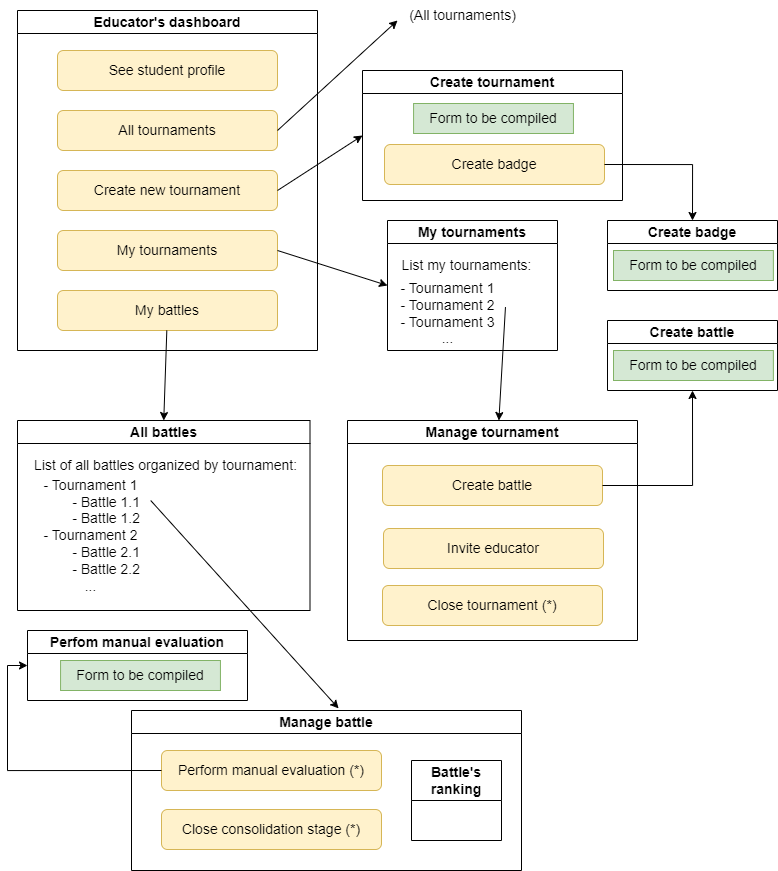 Educator's dashboard
See student profile
All tournaments
Create new tournament
My tournaments
My battles
(All tournaments)
Create tournament
Form to be compiled
Create badge
My tournaments
List my tournaments:
- Tournament 1
- Tournament 2
- Tournament 3
...
Create badge
Form to be compiled
Create battle
Form to be compiled
All battles
List of all battles organized by tournament:
- Tournament 1
- Battle 1.1
- Battle 1.2
- Tournament 2
- Battle 2.1
- Battle 2.2
...
Manage tournament
Create battle
Invite educator
Close tournament (*)
Perfom manual evaluation
Form to be compiled
Manage battle
Perform manual evaluation (*)
Close consolidation stage (*)
Battle's
ranking